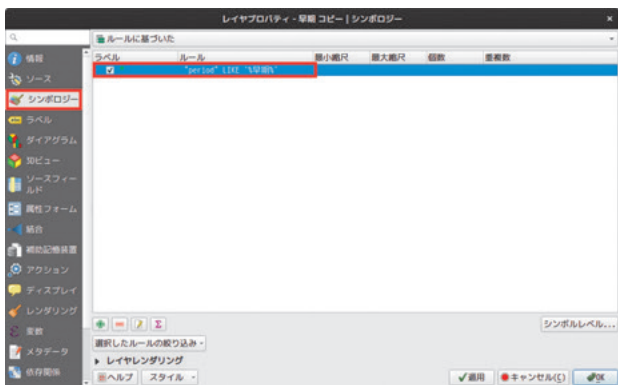 レイヤプロパティ - 早期 コピー | シンボロジー
ルールに基づいた
情報
ソース
シンボロジー
ラベル
ダイアグラム
3Dビュー
ソースフィー
ルド
属性フォーム
結合
補助記憶装置
アクション
ディスプレイ
レンダリング
変数
メタデータ
依存関係
ラベル ルール 最小縮尺 最大縮尺 個数 重複数
"period" LIKE '%早期%'
シンボルレベル...
選択したルールの絞り込み
レイヤレンダリング
ヘルプ スタイル 適用 キャンセル(C) OK